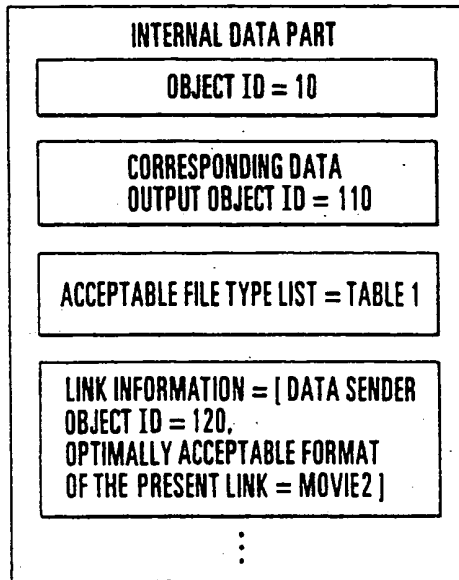 INTERNAL DATA PART
OBJECT ID = 10
CORRESPONDING DATA
OUTPUT OBJECT ID = 110
ACCEPTABLE FILE TYPE LIST = TABLE 1
LINK INFORMATION = [ DATA SENDER
OBJECT ID = 120,
OPTIMALLY ACCEPTABLE FORMAT
OF THE PRESENT LINK = MOVIE2 ]